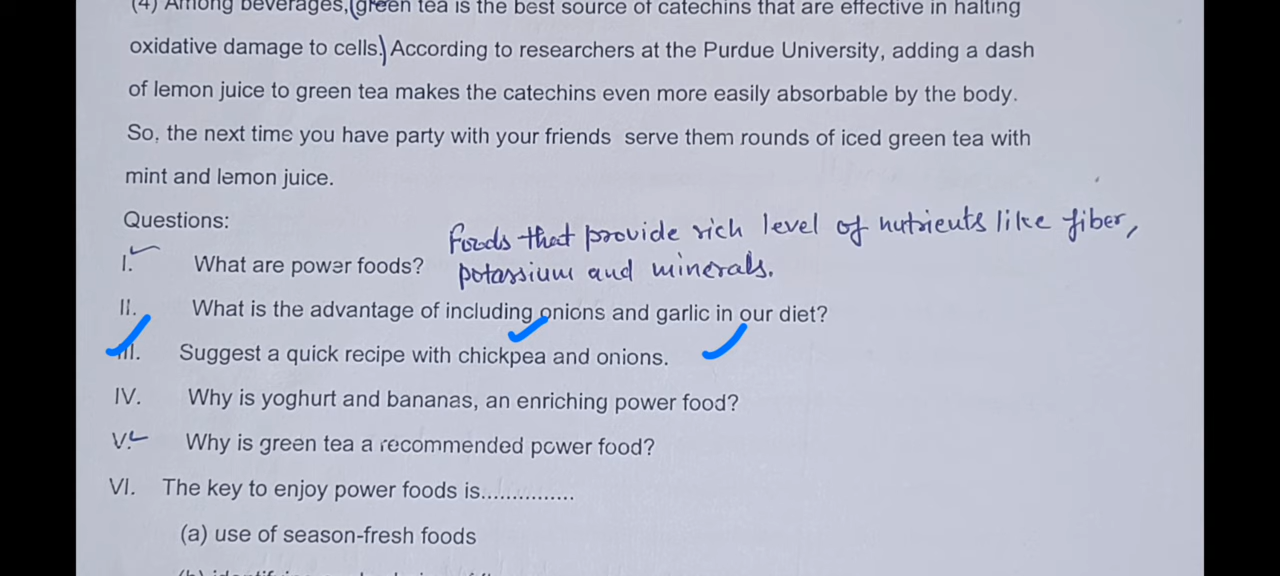 (4) Among beverages,(green tea is the best source of catechins that are effective in halting
oxidative damage to cells.) According to researchers at the Purdue University, adding a dash
of lemon juice to green tea makes the catechins even more easily absorbable by the body.
So, the next time you have party with your friends serve them rounds of iced green tea with
mint and lemon juice.
Questions:
Foods that provide rich level of nutrients like fiber,
I. What are power foods? potassium and minerals.
II. What is the advantage of including onions and garlic in our diet?
III. Suggest a quick recipe with chickpea and onions.
IV. Why is yoghurt and bananas, an enriching power food?
V. Why is green tea a recommended power food?
VI. The key to enjoy power foods is..............
(a) use of season-fresh foods